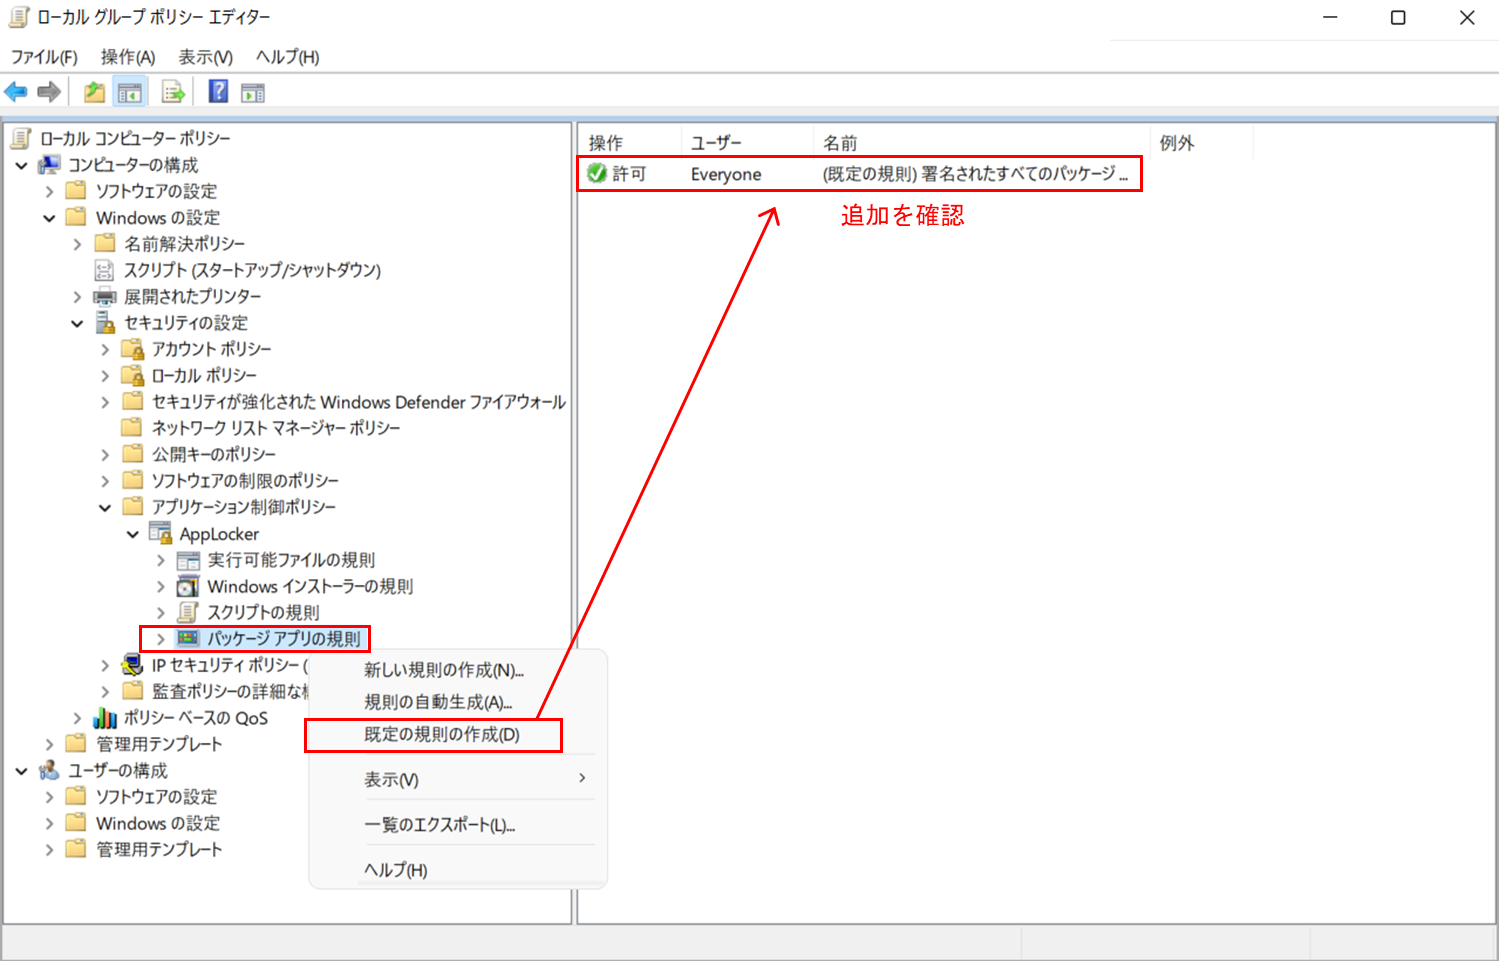 ローカル グループ ポリシー エディター
ファイル(F) 操作(A) 表示(V) ヘルプ(H)
ローカル コンピューター ポリシー
コンピューターの構成
ソフトウェアの設定
Windows の設定
名前解決ポリシー
スクリプト (スタートアップ/シャットダウン)
展開されたプリンター
セキュリティの設定
アカウント ポリシー
ローカル ポリシー
セキュリティが強化された Windows Defender ファイアウォール
ネットワーク リスト マネージャー ポリシー
公開キーのポリシー
ソフトウェアの制限のポリシー
アプリケーション制御ポリシー
AppLocker
実行可能ファイルの規則
Windows インストーラーの規則
スクリプトの規則
パッケージ アプリの規則
IP セキュリティ ポリシー (
監査ポリシーの詳細な
ポリシー ベースの QoS
管理用テンプレート
ユーザーの構成
ソフトウェアの設定
Windows の設定
管理用テンプレート
新しい規則の作成(N)...
規則の自動生成(A)...
既定の規則の作成(D)
表示(V)
一覧のエクスポート(L)...
ヘルプ(H)
操作 ユーザー 名前 例外
許可 Everyone (既定の規則) 署名されたすべてのパッケージ ...
追加を確認